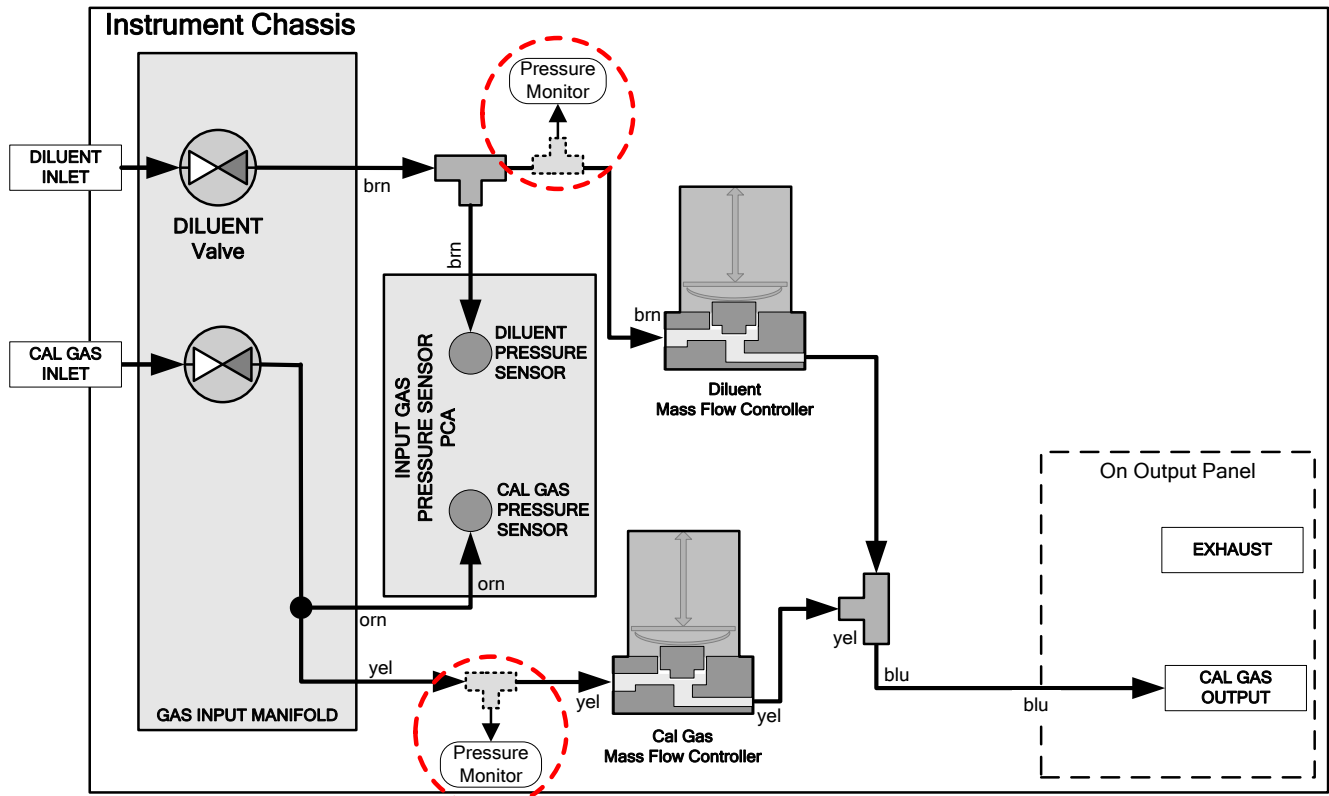 Instrument Chassis
Pressure
Monitor
DILUENT
INLET
brn
DILUENT
Valve
brn
CAL GAS
INLET
INPUT GAS
PRESSURE SENSOR
PCA
DILUENT
PRESSURE
SENSOR
brn
Diluent
Mass Flow Controller
CAL GAS
PRESSURE
SENSOR
On Output Panel
EXHAUST
orn
orn
yel
yel
yel
yel
GAS INPUT MANIFOLD
Cal Gas
Mass Flow Controller
blu
blu
CAL GAS
OUTPUT
Pressure
Monitor